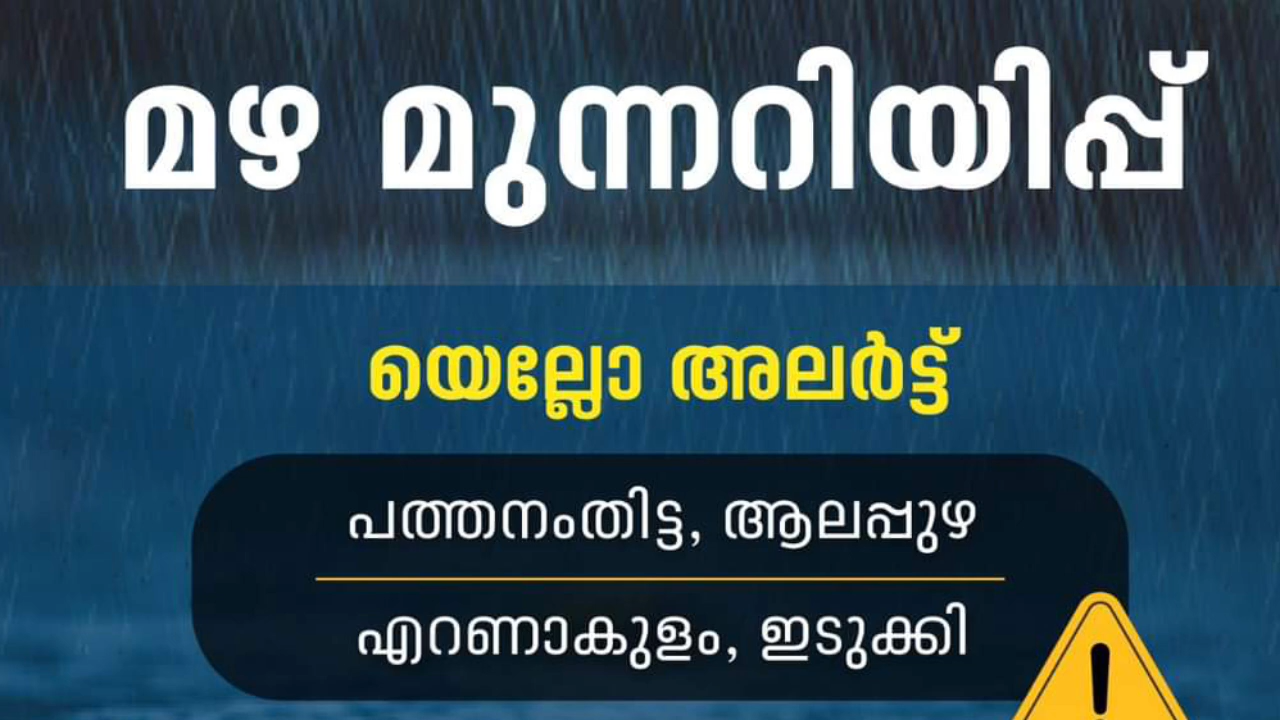 മഴ മുന്നറിയിപ്പ്
യെല്ലോ അലർട്ട്
പത്തനംതിട്ട, ആലപ്പുഴ
എറണാകുളം, ഇടുക്കി
!